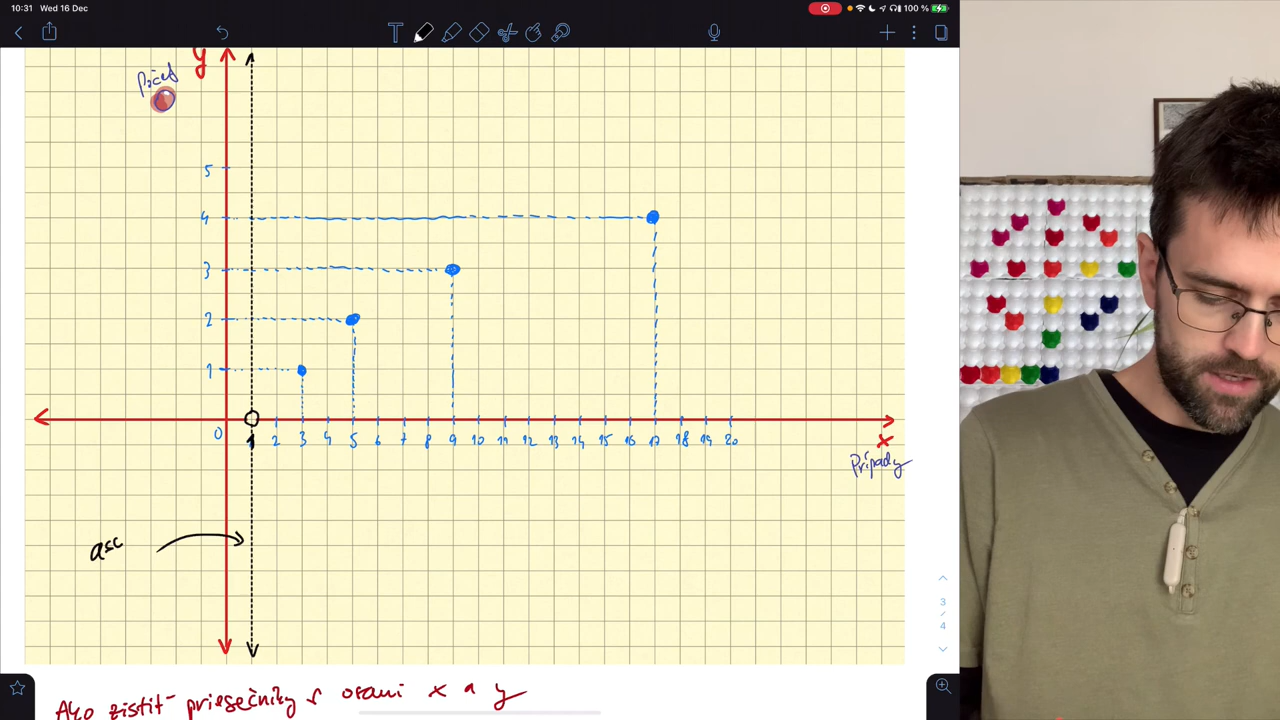 10:31 Wed 16 Dec
100 %
T
y
Počet
5
4
3
2
1
0 1 2 3 4 5 6 7 8 9 10 11 12 13 14 15 16 17 18 19 20
x
Prípady
asc
3
/
4
Ako zistiť priesečníky s osami x a y